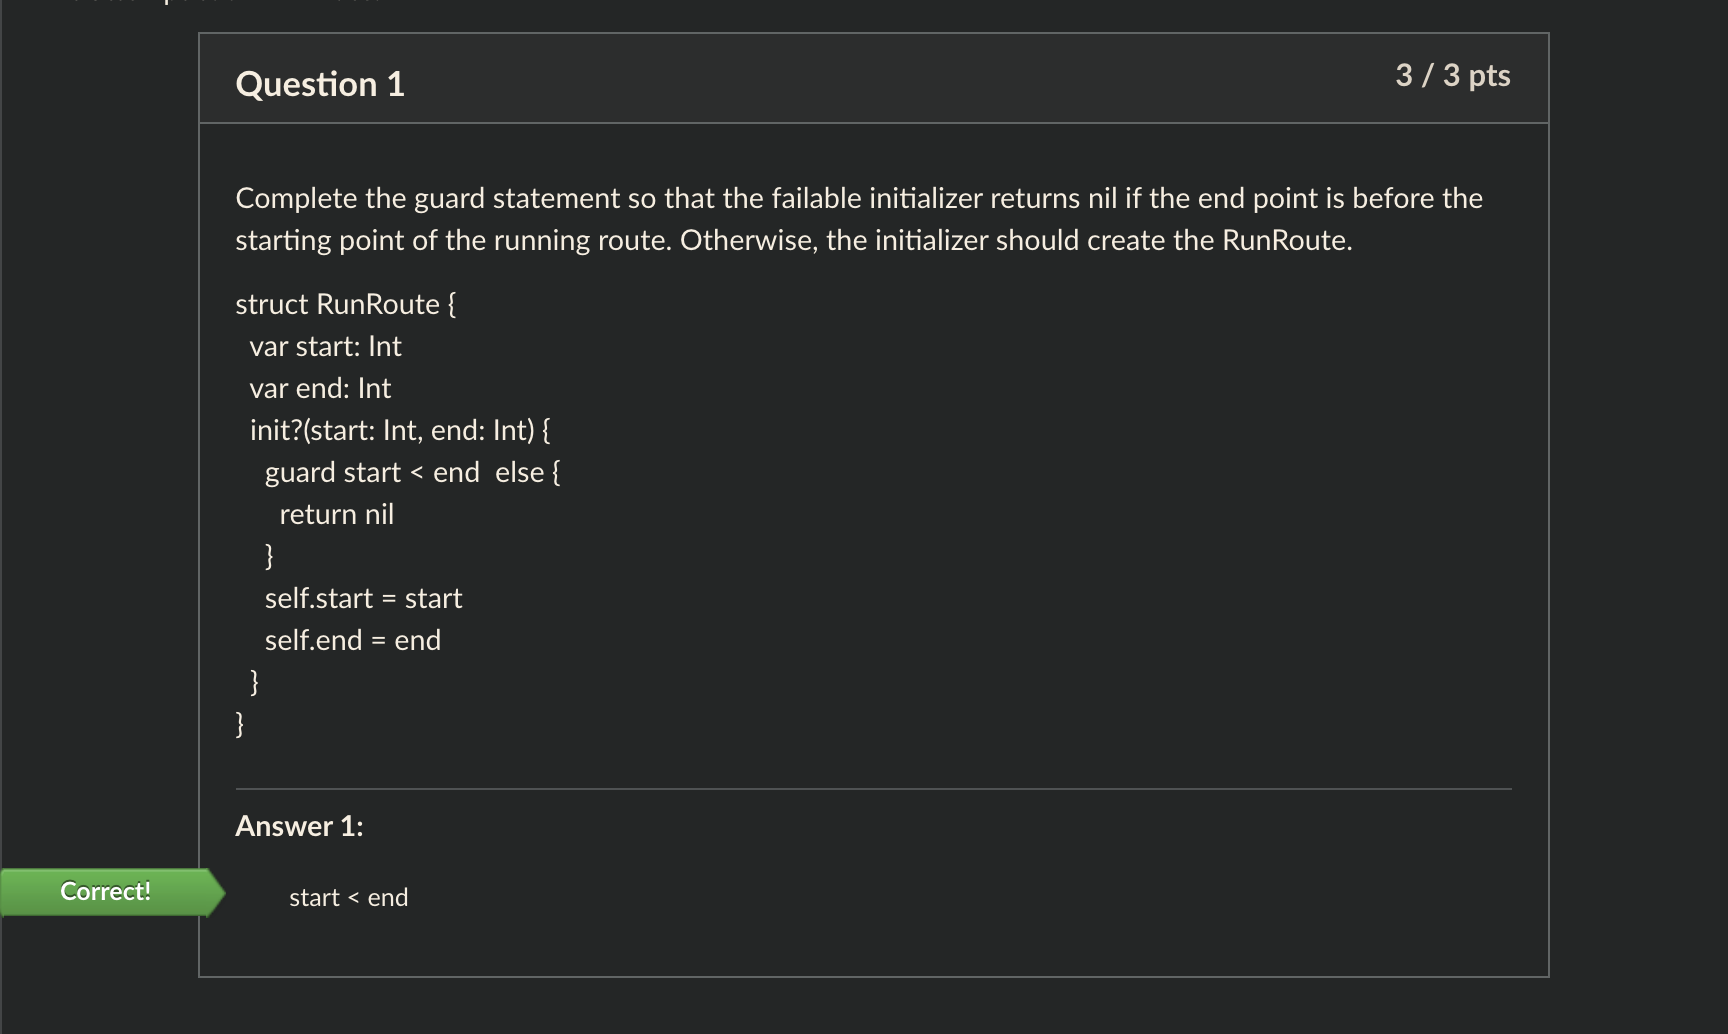 Question 1
3 / 3 pts
Complete the guard statement so that the failable initializer returns nil if the end point is before the
starting point of the running route. Otherwise, the initializer should create the RunRoute.
struct RunRoute {
var start: Int
var end: Int
init?(start: Int, end: Int) {
guard start < end  else {
return nil
}
self.start = start
self.end = end
}
}
Answer 1:
Correct!
start < end